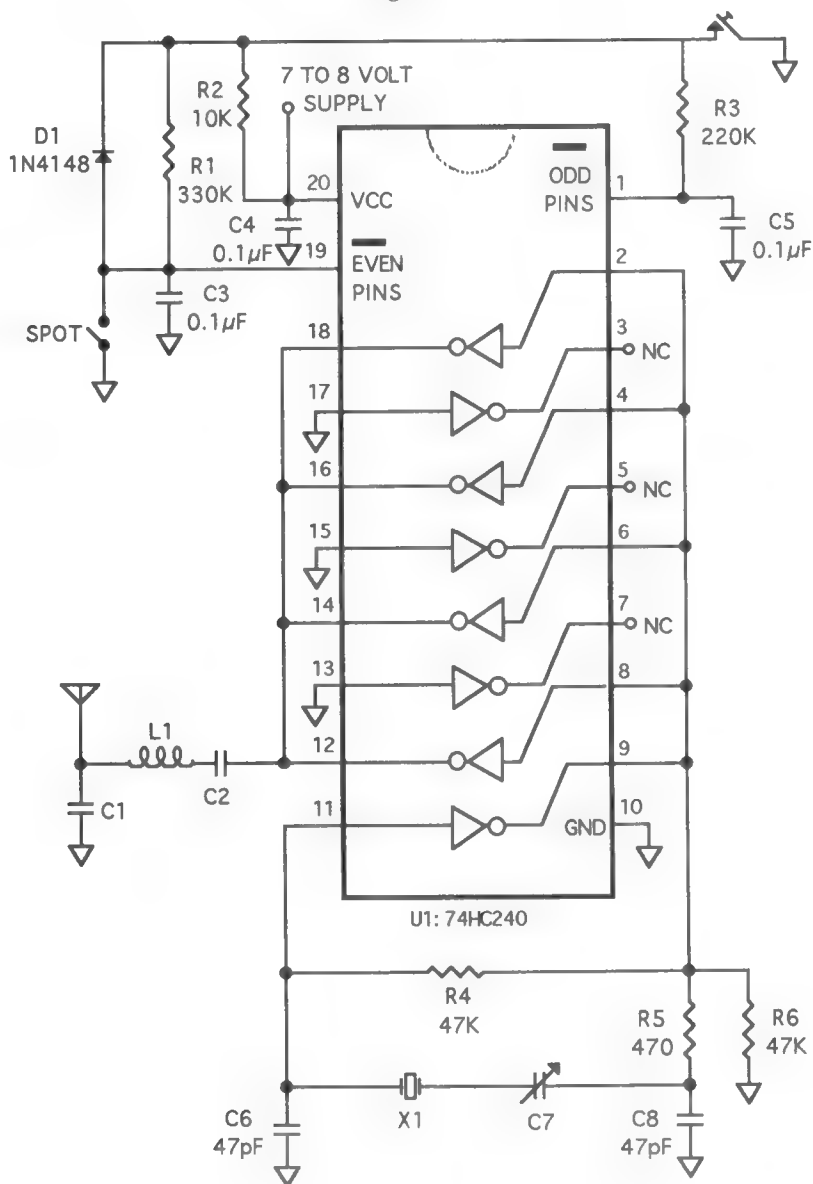 7 TO 8 VOLT
SUPPLY
R2
10K
R3
220K
D1
1N4148
R1
330K
ODD
PINS
20
VCC
1
C4
0.1µF
C5
0.1µF
19
EVEN
PINS
2
C3
0.1µF
SPOT
18
3
NC
17
4
16
5
NC
15
6
14
7
NC
13
8
L1
12
9
C2
C1
11
10
GND
U1: 74HC240
R4
47K
R5
470
R6
47K
X1
C7
C6
47pF
C8
47pF